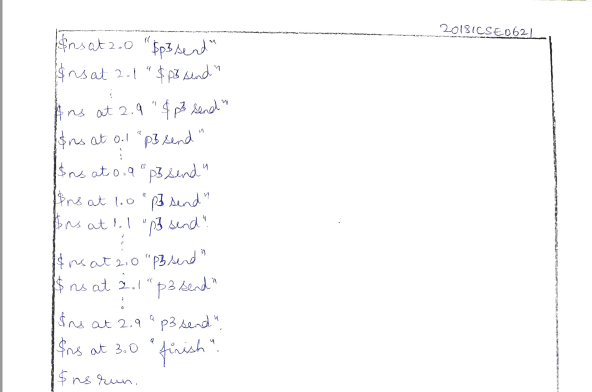 20181CSE0621
$ns at 2.0 "$p3 send"
$ns at 2.1 "$p3 send"
⋮
$ns at 2.9 "$p3 send"
$ns at 0.1 "p3 send"
⋮
$ns at 0.9 "p3 send"
$ns at 1.0 "p3 send"
$ns at 1.1 "p3 send".
⋮
$ns at 2.0 "p3 send"
$ns at 2.1 "p3 send"
⋮
$ns at 2.9 "p3 send".
$ns at 3.0 "finish".
$ns run.